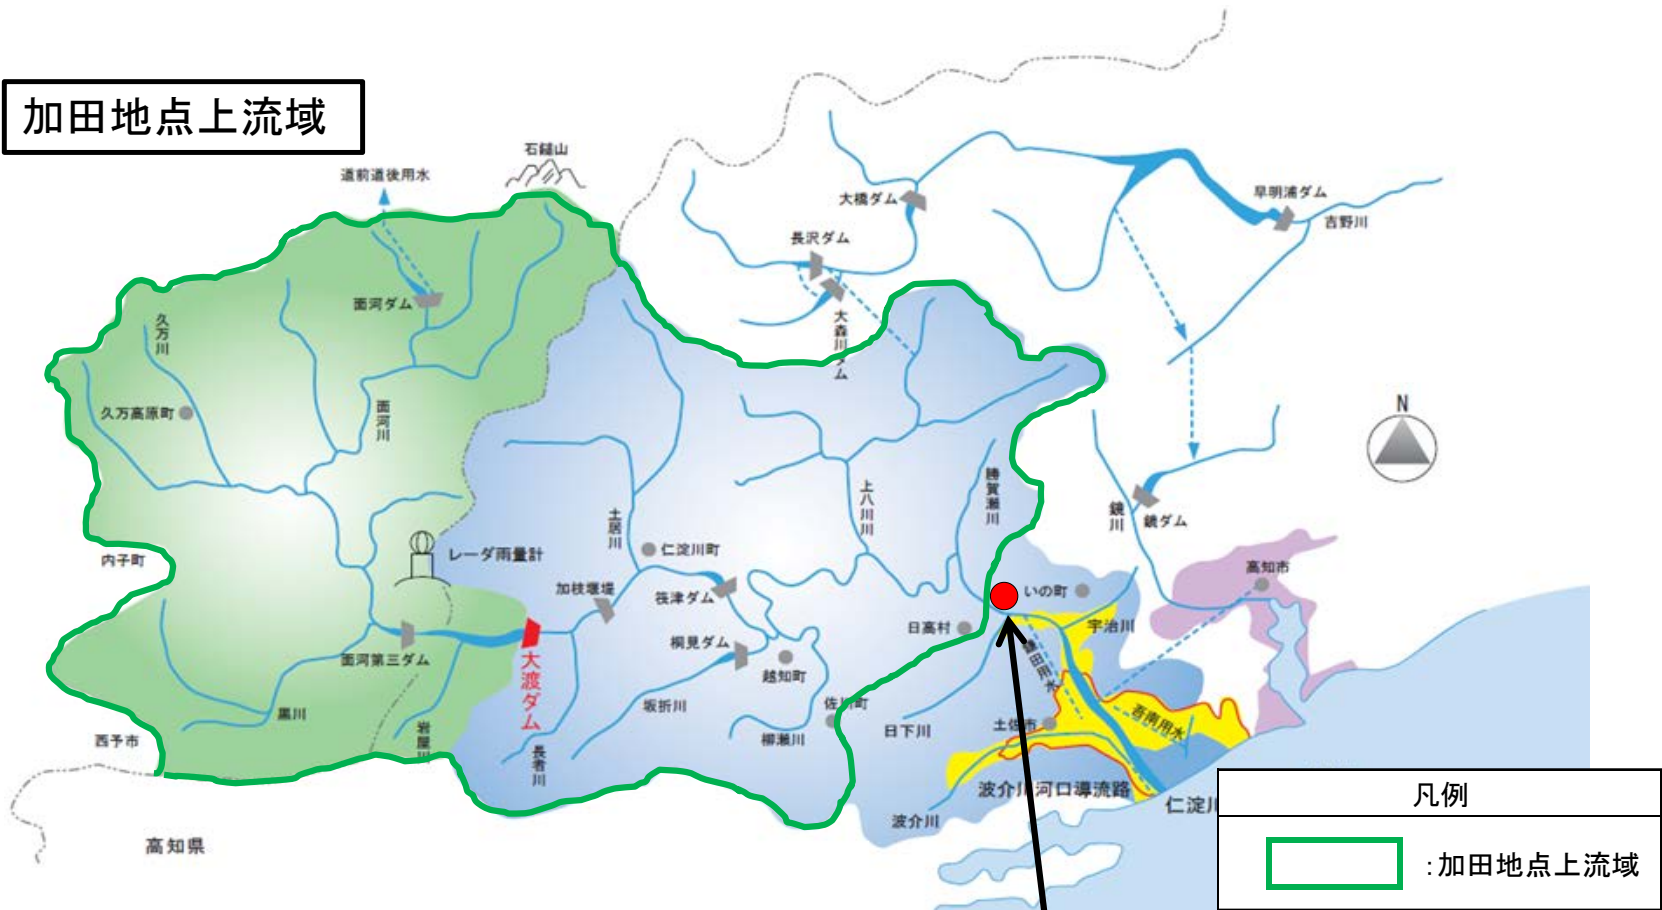 加田地点上流域
石鎚山
道前道後用水
大橋ダム
早明浦ダム
吉野川
長沢ダム
面河ダム
大森川ダム
久万川
久万高原町
面河川
N
上八川川
勝賀瀬川
鏡川
鏡ダム
土居川
仁淀川町
レーダ雨量計
内子町
高知市
加枝堰堤
筏津ダム
いの町
宇治川
日高村
桐見ダム
面河第三ダム
大渡ダム
越知町
鎌田用水
佐川町
坂折川
黒川
岩屋川
長者川
柳瀬川
日下川
土佐市
吾南用水
西予市
波介川河口導流路
仁淀川
波介川
高知県
凡例
:加田地点上流域